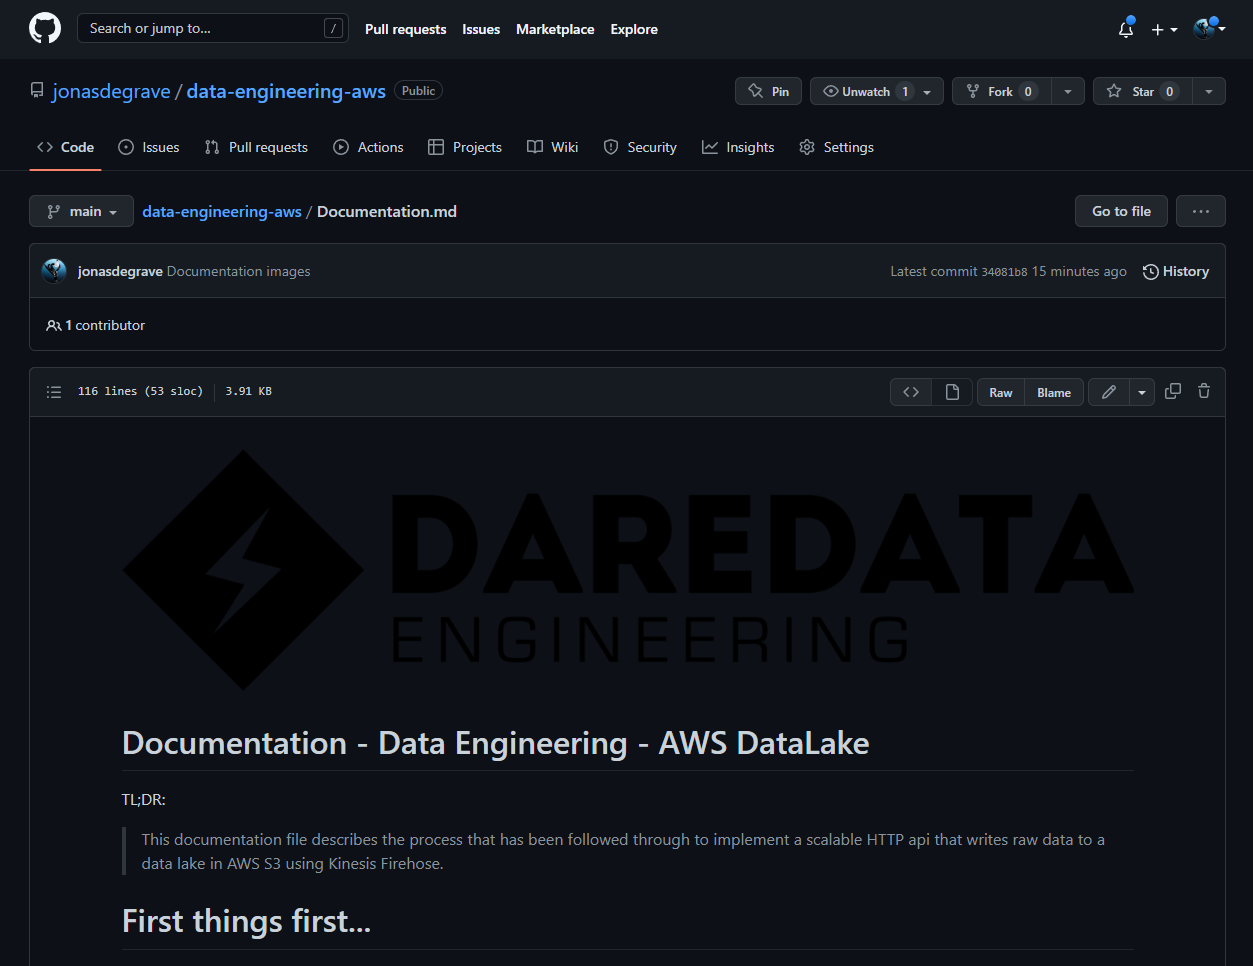 Search or jump to... /
Pull requests Issues Marketplace Explore
jonasdegrave / data-engineering-aws Public
Pin Unwatch 1 Fork 0 Star 0
Code Issues Pull requests Actions Projects Wiki Security Insights Settings
main data-engineering-aws / Documentation.md Go to file ...
jonasdegrave Documentation images Latest commit 34081b8 15 minutes ago History
1 contributor
116 lines (53 sloc) 3.91 KB Raw Blame
DAREDATA
ENGINEERING
Documentation - Data Engineering - AWS DataLake
TL;DR:
This documentation file describes the process that has been followed through to implement a scalable HTTP api that writes raw data to a
data lake in AWS S3 using Kinesis Firehose.
First things first...